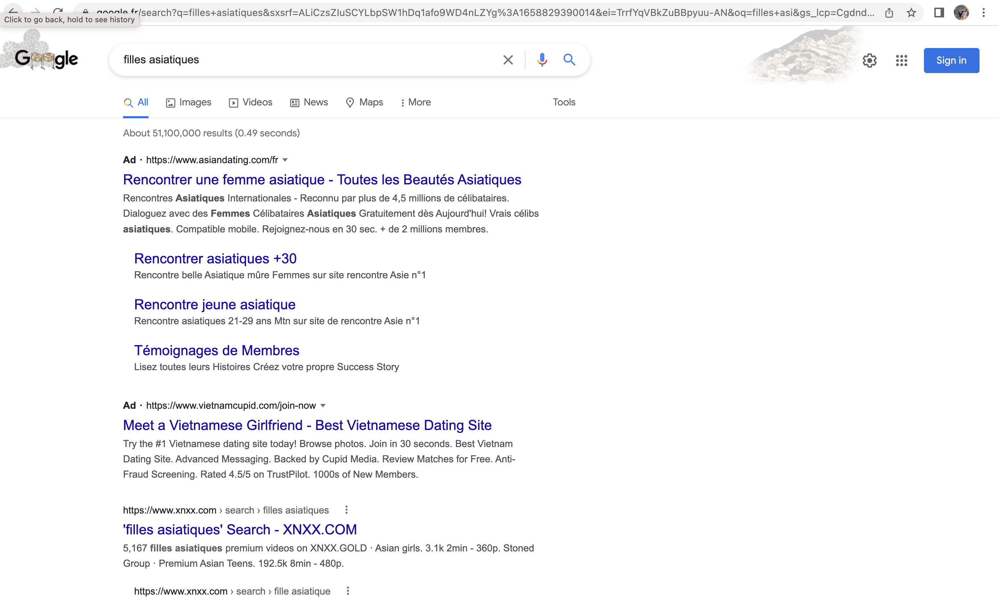 google.fr/search?q=filles+asiatiques&sxsrf=ALiCzsZIuSCYLbpSW1hDq1afo9WD4nLZYg%3A1658829390014&ei=TrrfYqVBkZuBBpyuu-AN&oq=filles+asi&gs_lcp=Cgdnd...
Click to go back, hold to see history
Google
filles asiatiques
Sign in
All Images Videos News Maps More Tools
About 51,100,000 results (0.49 seconds)
Ad · https://www.asiandating.com/fr
Rencontrer une femme asiatique - Toutes les Beautés Asiatiques
Rencontres Asiatiques Internationales - Reconnu par plus de 4,5 millions de célibataires.
Dialoguez avec des Femmes Célibataires Asiatiques Gratuitement dès Aujourd'hui! Vrais célibs
asiatiques. Compatible mobile. Rejoignez-nous en 30 sec. + de 2 millions membres.
Rencontrer asiatiques +30
Rencontre belle Asiatique mûre Femmes sur site rencontre Asie n°1
Rencontre jeune asiatique
Rencontre asiatiques 21-29 ans Mtn sur site de rencontre Asie n°1
Témoignages de Membres
Lisez toutes leurs Histoires Créez votre propre Success Story
Ad · https://www.vietnamcupid.com/join-now
Meet a Vietnamese Girlfriend - Best Vietnamese Dating Site
Try the #1 Vietnamese dating site today! Browse photos. Join in 30 seconds. Best Vietnam
Dating Site. Advanced Messaging. Backed by Cupid Media. Review Matches for Free. Anti-
Fraud Screening. Rated 4.5/5 on TrustPilot. 1000s of New Members.
https://www.xnxx.com › search › filles asiatiques
'filles asiatiques' Search - XNXX.COM
5,167 filles asiatiques premium videos on XNXX.GOLD · Asian girls. 3.1k 2min - 360p. Stoned
Group · Premium Asian Teens. 192.5k 8min - 480p.
https://www.xnxx.com › search › fille asiatique